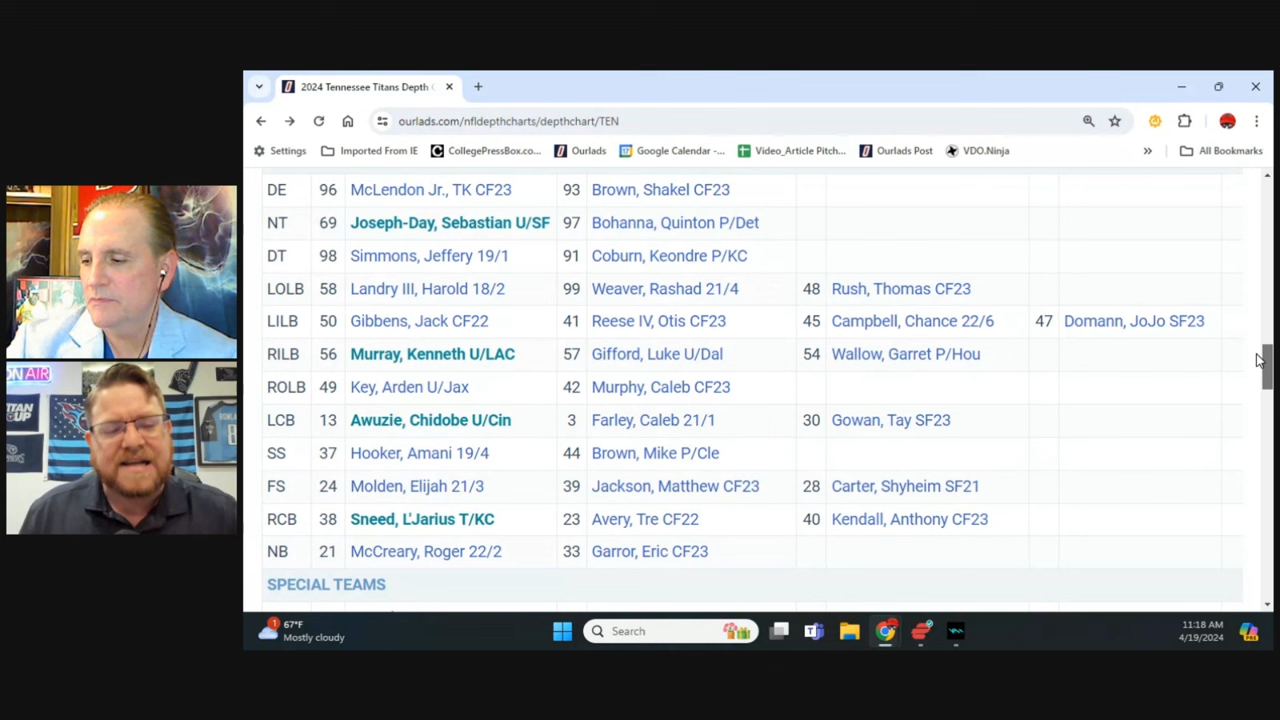 2024 Tennessee Titans Depth
ourlads.com/nfldepthcharts/depthchart/TEN
Settings Imported From IE CollegePressBox.co... Ourlads Google Calendar -... Video_Article Pitch... Ourlads Post VDO.Ninja » All Bookmarks
DE 96 McLendon Jr., TK CF23 93 Brown, Shakel CF23
NT 69 Joseph-Day, Sebastian U/SF 97 Bohanna, Quinton P/Det
DT 98 Simmons, Jeffery 19/1 91 Coburn, Keondre P/KC
LOLB 58 Landry III, Harold 18/2 99 Weaver, Rashad 21/4 48 Rush, Thomas CF23
LILB 50 Gibbens, Jack CF22 41 Reese IV, Otis CF23 45 Campbell, Chance 22/6 47 Domann, JoJo SF23
RILB 56 Murray, Kenneth U/LAC 57 Gifford, Luke U/Dal 54 Wallow, Garret P/Hou
ROLB 49 Key, Arden U/Jax 42 Murphy, Caleb CF23
LCB 13 Awuzie, Chidobe U/Cin 3 Farley, Caleb 21/1 30 Gowan, Tay SF23
SS 37 Hooker, Amani 19/4 44 Brown, Mike P/Cle
FS 24 Molden, Elijah 21/3 39 Jackson, Matthew CF23 28 Carter, Shyheim SF21
RCB 38 Sneed, L'Jarius T/KC 23 Avery, Tre CF22 40 Kendall, Anthony CF23
NB 21 McCreary, Roger 22/2 33 Garror, Eric CF23
SPECIAL TEAMS
ON AIR
TITAN
UP
1
67°F
Mostly cloudy
Search
11:18 AM
4/19/2024